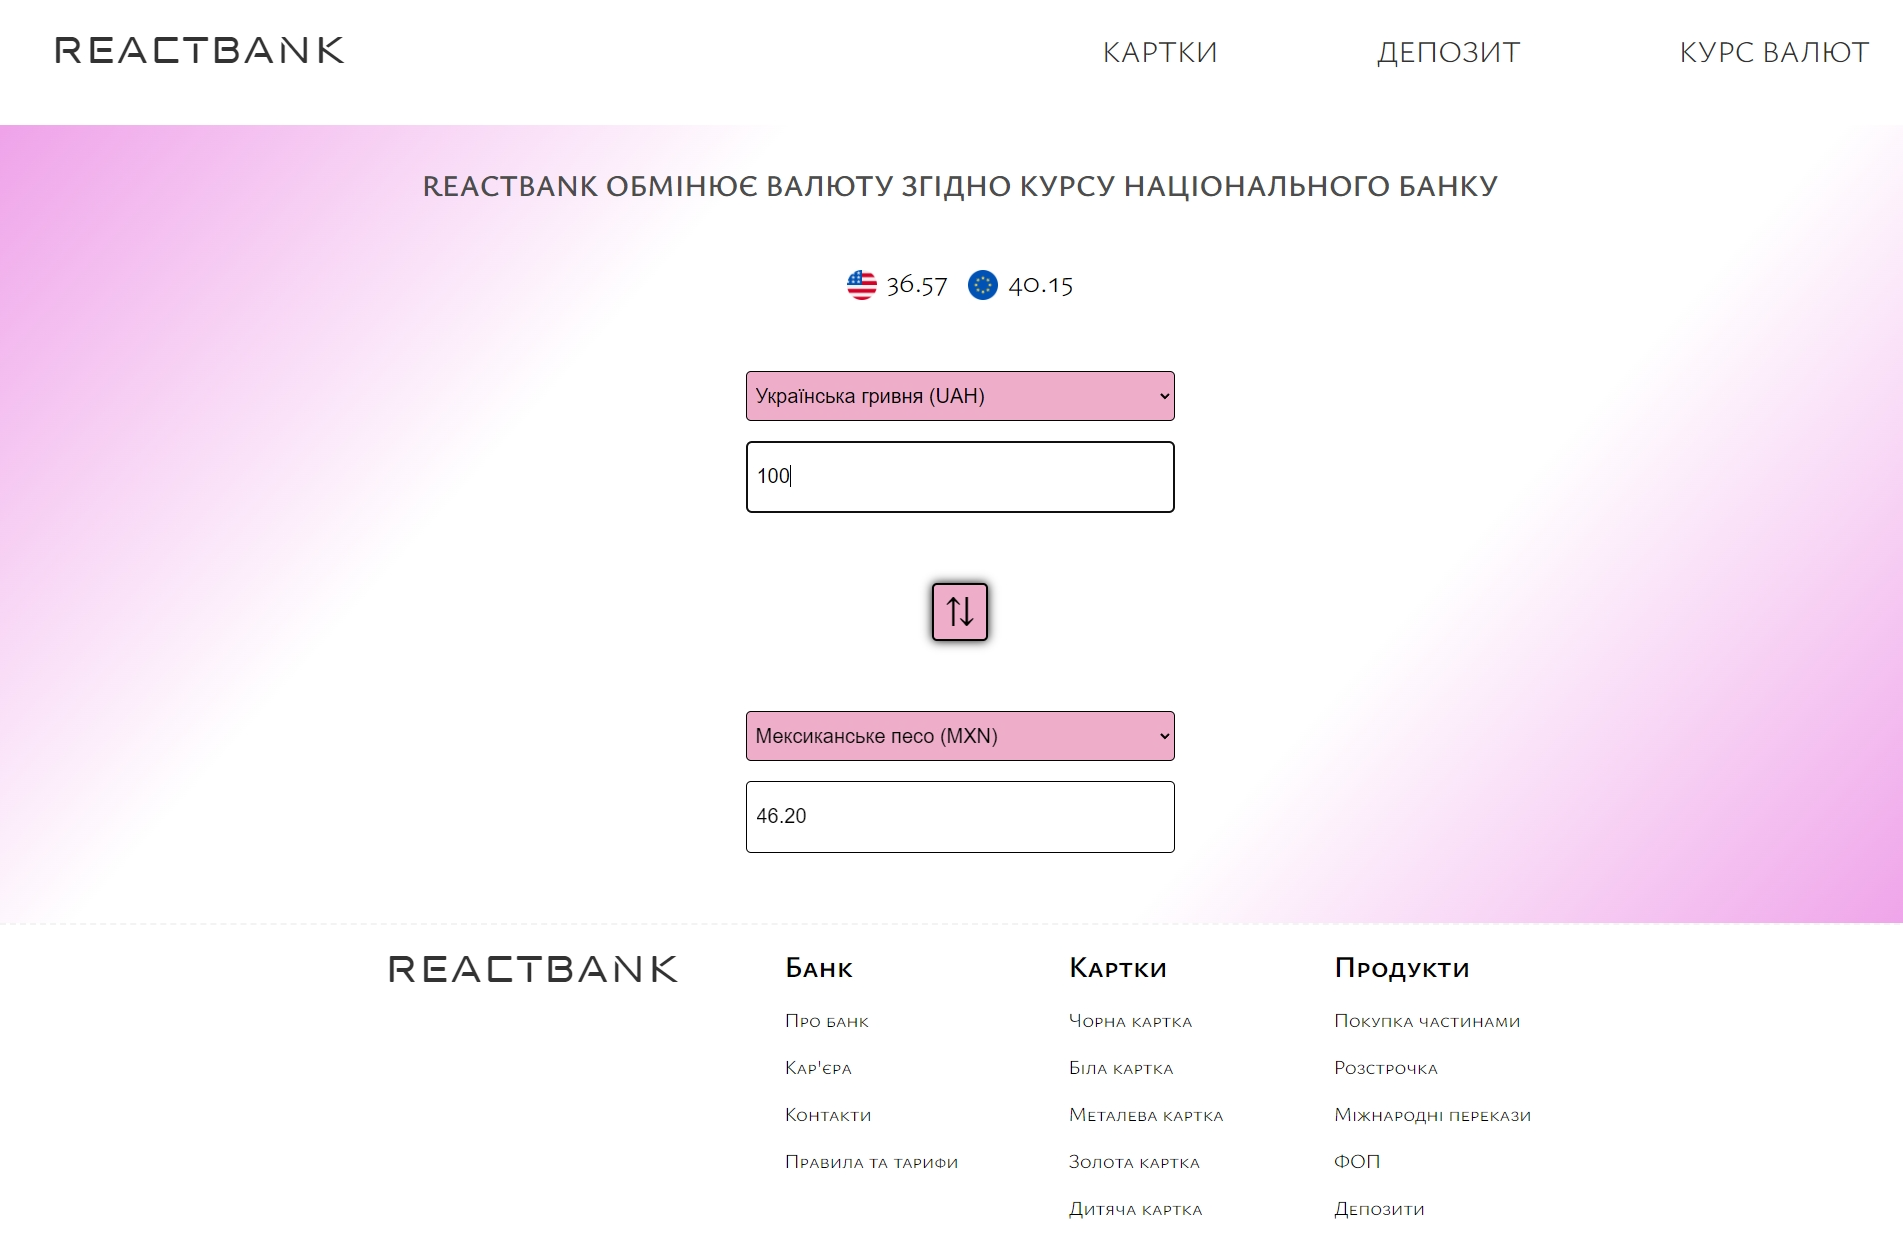 REACTBANK
КАРТКИ ДЕПОЗИТ КУРС ВАЛЮТ
REACTBANK ОБМІНЮЄ ВАЛЮТУ ЗГІДНО КУРСУ НАЦІОНАЛЬНОГО БАНКУ
36.57 40.15
Українська гривня (UAH)
100
Мексиканське песо (MXN)
46.20
REACTBANK
Банк
Про банк
Кар'єра
Контакти
Правила та тарифи
Картки
Чорна картка
Біла картка
Металева картка
Золота картка
Дитяча картка
Продукти
Покупка частинами
Розстрочка
Міжнародні перекази
ФОП
Депозити